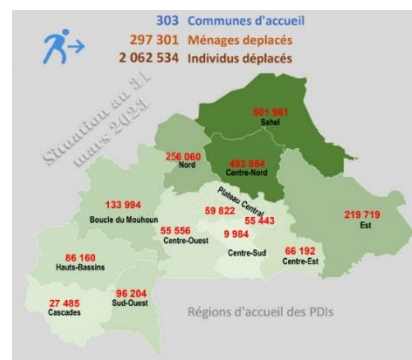 303 Communes d'accueil
297 301 Ménages deplacés
2 062 534 Individus déplacés
Situation au 31
mars 2023
501 961
Sahel
256 060
Nord
493 954
Centre-Nord
Plateau Central
133 994
Boucle du Mouhoun
59 822
55 443
219 719
Est
55 556
Centre-Ouest
9 984
Centre-Sud
66 192
Centre-Est
86 160
Hauts-Bassins
96 204
Sud-Ouest
27 485
Cascades
Régions d'accueil des PDIs